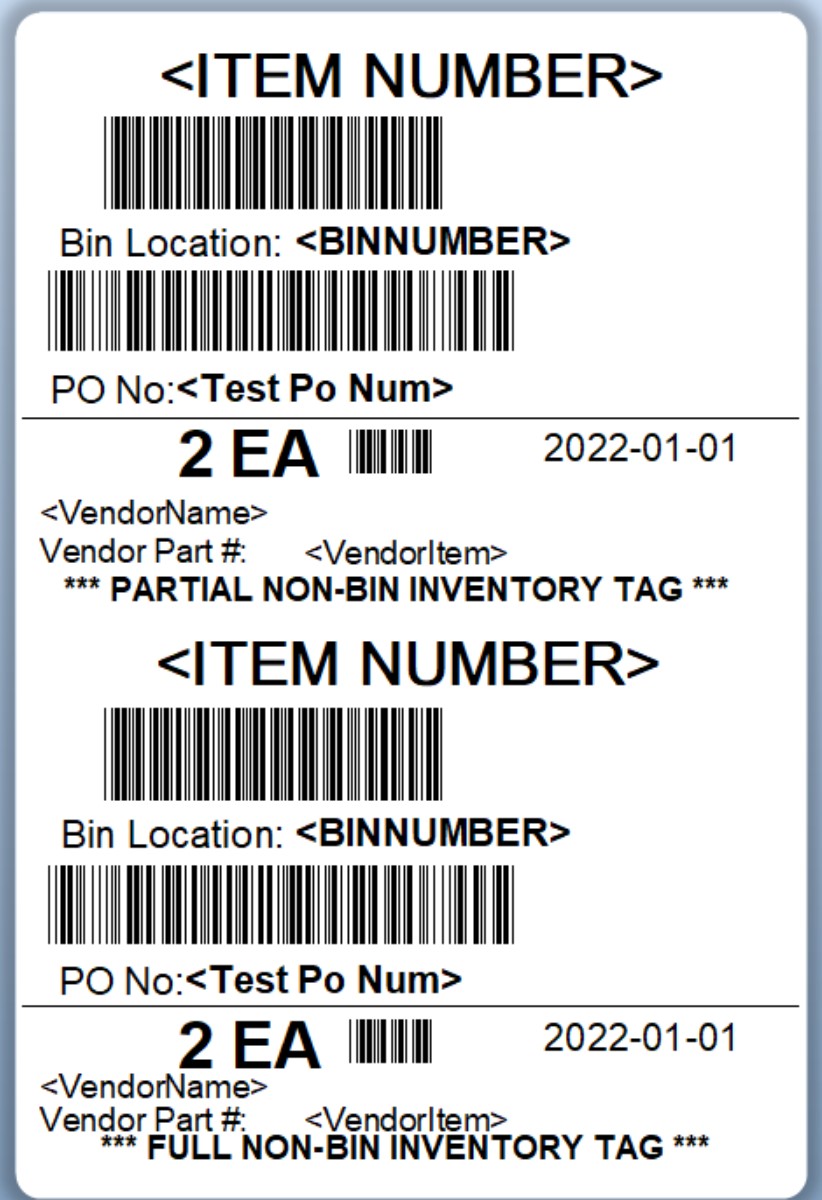 <ITEM NUMBER>
Bin Location: <BINNUMBER>
PO No:<Test Po Num>
2 EA 2022-01-01
<VendorName>
Vendor Part #: <VendorItem>
*** PARTIAL NON-BIN INVENTORY TAG ***
<ITEM NUMBER>
Bin Location: <BINNUMBER>
PO No:<Test Po Num>
2 EA 2022-01-01
<VendorName>
Vendor Part #: <VendorItem>
*** FULL NON-BIN INVENTORY TAG ***